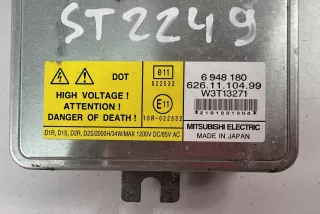 ST2249
DOT
HIGH VOLTAGE !
ATTENTION !
DANGER OF DEATH !
e11
022532
E11
10R-022532
D1R, D1S, D2R, D2S/2000H/34W/MAX 1200V DC/85V AC
6 948 180
626.11.104.99
W3T13271
MITSUBISHI ELECTRIC
MADE IN JAPAN